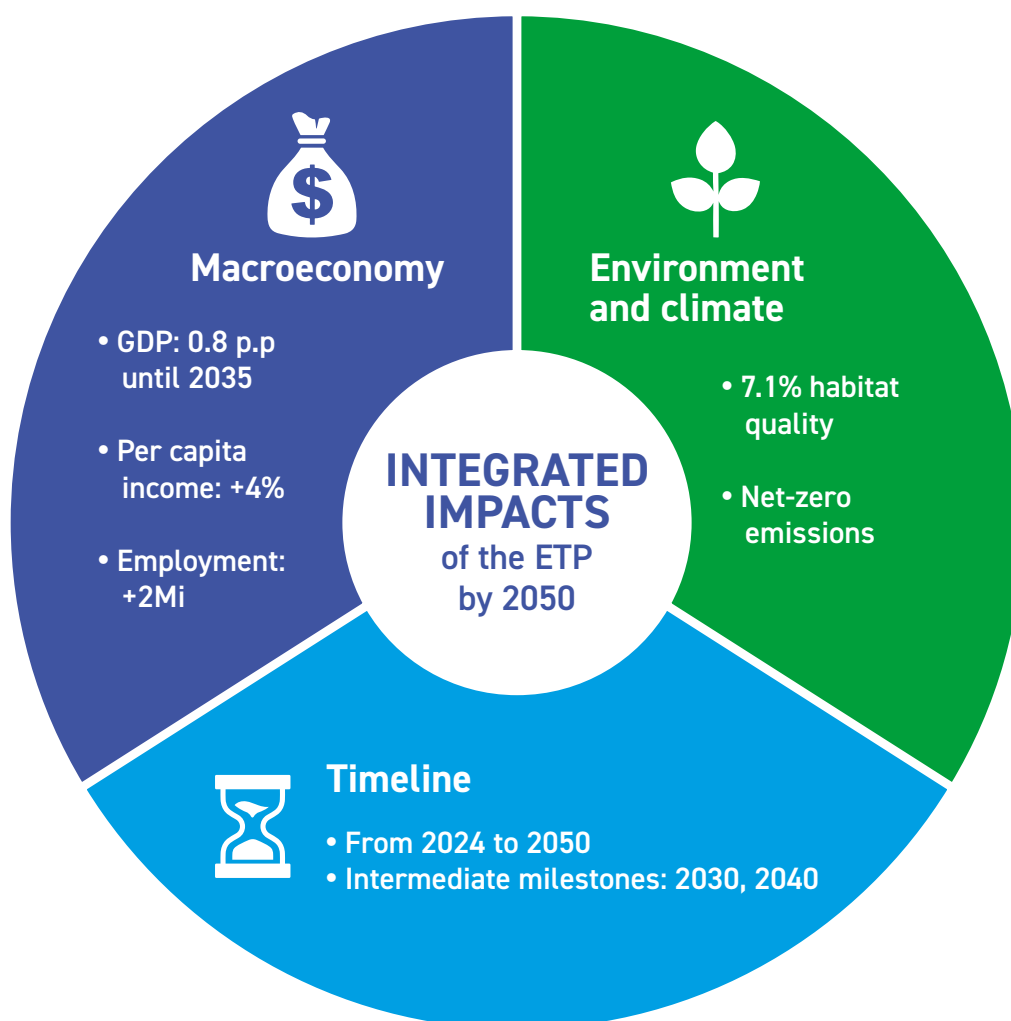 $
Macroeconomy
• GDP: 0.8 p.p
until 2035
• Per capita
income: +4%
• Employment:
+2Mi
Environment
and climate
• 7.1% habitat
quality
• Net-zero
emissions
INTEGRATED
IMPACTS
of the ETP
by 2050
Timeline
• From 2024 to 2050
• Intermediate milestones: 2030, 2040